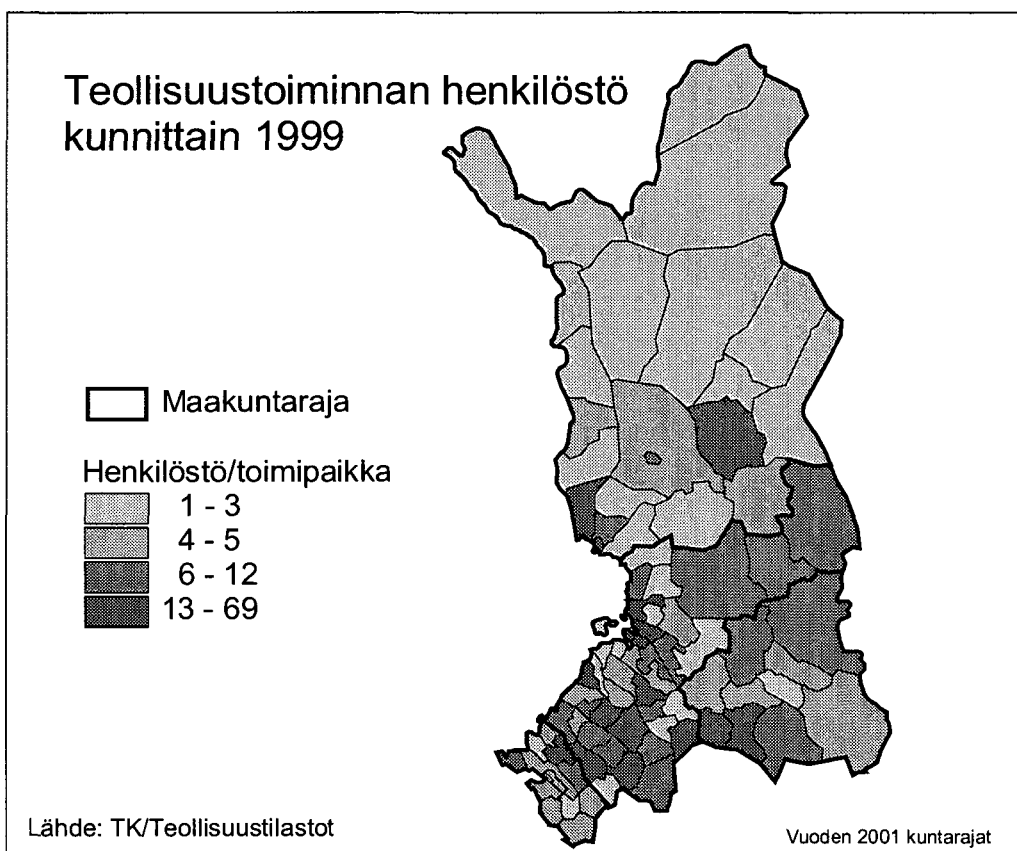 Teollisuustoiminnan henkilöstö
kunnittain 1999
Maakuntaraja
Henkilöstö/toimipaikka
1 - 3
4 - 5
6 - 12
13 - 69
Lähde: TK/Teollisuustilastot
Vuoden 2001 kuntarajat